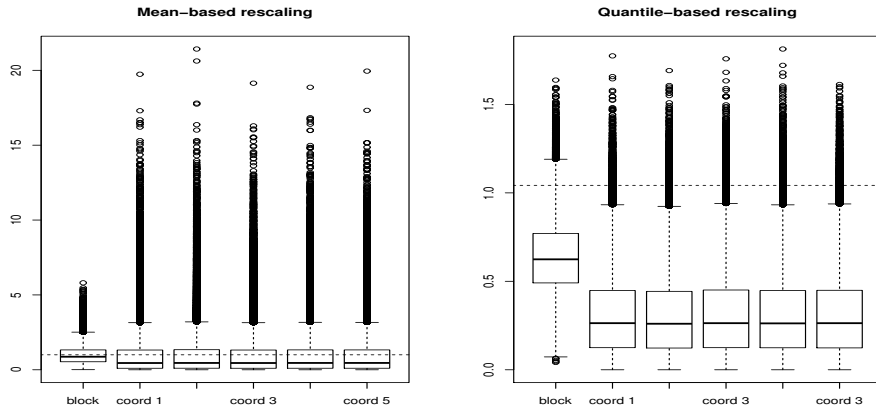 Mean−based rescaling
20
15
10
5
0
block coord 1 coord 3 coord 5
Quantile−based rescaling
1.5
1.0
0.5
0.0
block coord 1 coord 3 coord 3